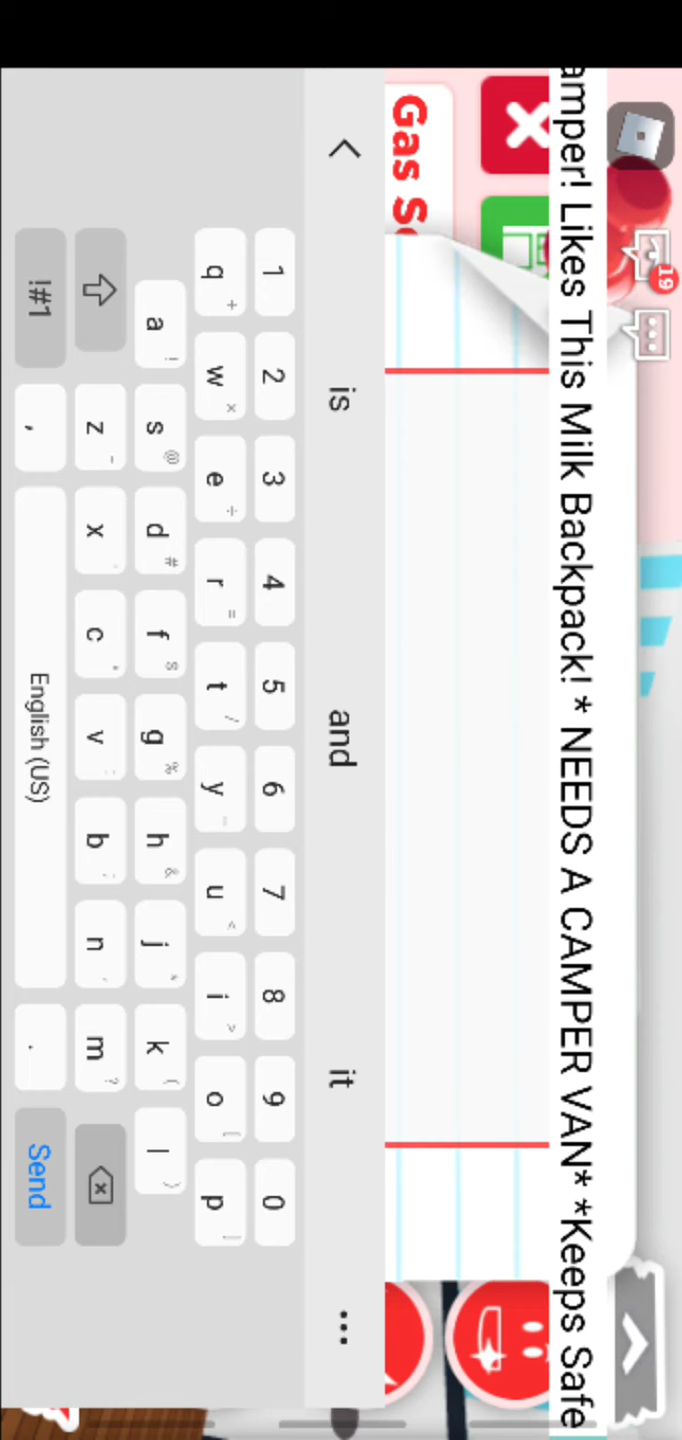 amper! Likes This Milk Backpack! * NEEDS A CAMPER VAN* *Keeps Safe
19
Gas S
< is and it ...
1 2 3 4 5 6 7 8 9 0
q w e r t y u i o p
a s d f g h j k l
z x c v b n m
!#1 , English (US) . Send